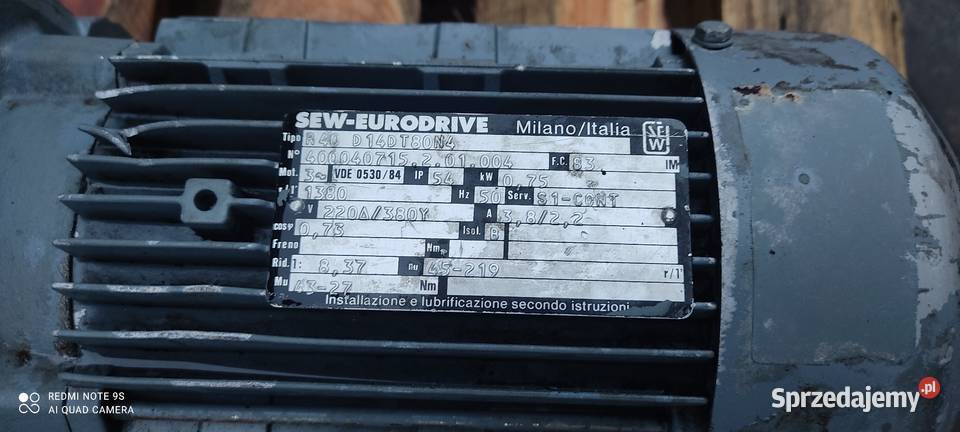 SEW-EURODRIVE Milano/Italia SEW
Tipo R40 D14DT80N4
N° 400040715.2.01.004 F.C. 83 IM
Mot. 3~ VDE 0530/84 IP 54 kW 0,75
1380 Hz 50 Serv. S1-CONT
V 220Δ/380Y A 3,8/2,2
cosφ 0,73 Isol. B
Freno Nm
Rid. i: 8,37 nu 45-219 r/1'
Mu 43-27 Nm
Installazione e lubrificazione secondo istruzioni
REDMI NOTE 9S
AI QUAD CAMERA
Sprzedajemy.pl